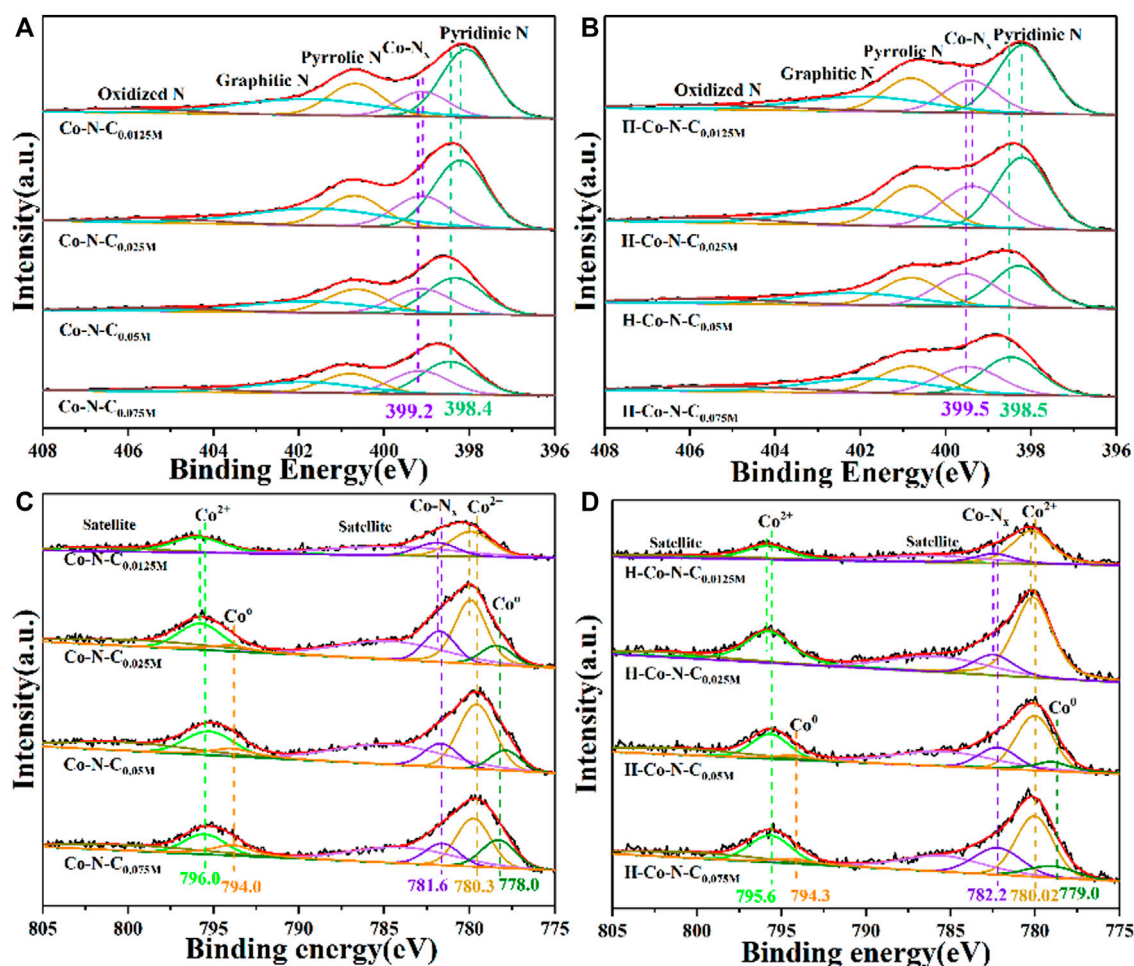 A
Intensity(a.u.)
Oxidized N
Graphitic N
Pyrrolic N
Co-Nx
Pyridinic N
Co-N-C0.0125M
Co-N-C0.025M
Co-N-C0.05M
Co-N-C0.075M
399.2
398.4
408 406 404 402 400 398 396
Binding Energy(eV)
B
Intensity(a.u.)
Oxidized N
Graphitic N
Pyrrolic N
Co-Nx
Pyridinic N
H-Co-N-C0.0125M
H-Co-N-C0.025M
H-Co-N-C0.05M
H-Co-N-C0.075M
399.5
398.5
408 406 404 402 400 398 396
Binding Energy(eV)
C
Intensity(a.u.)
Satellite
Co2+
Satellite
Co-Nx
Co2+
Co-N-C0.0125M
Co0
Co0
Co-N-C0.025M
Co-N-C0.05M
Co-N-C0.075M
796.0
794.0
781.6
780.3
778.0
805 800 795 790 785 780 775
Binding energy(eV)
D
Intensity(a.u.)
Satellite
Co2+
Satellite
Co-Nx
Co2+
H-Co-N-C0.0125M
H-Co-N-C0.025M
Co0
Co0
H-Co-N-C0.05M
H-Co-N-C0.075M
795.6
794.3
782.2
780.02
779.0
805 800 795 790 785 780 775
Binding energy(eV)